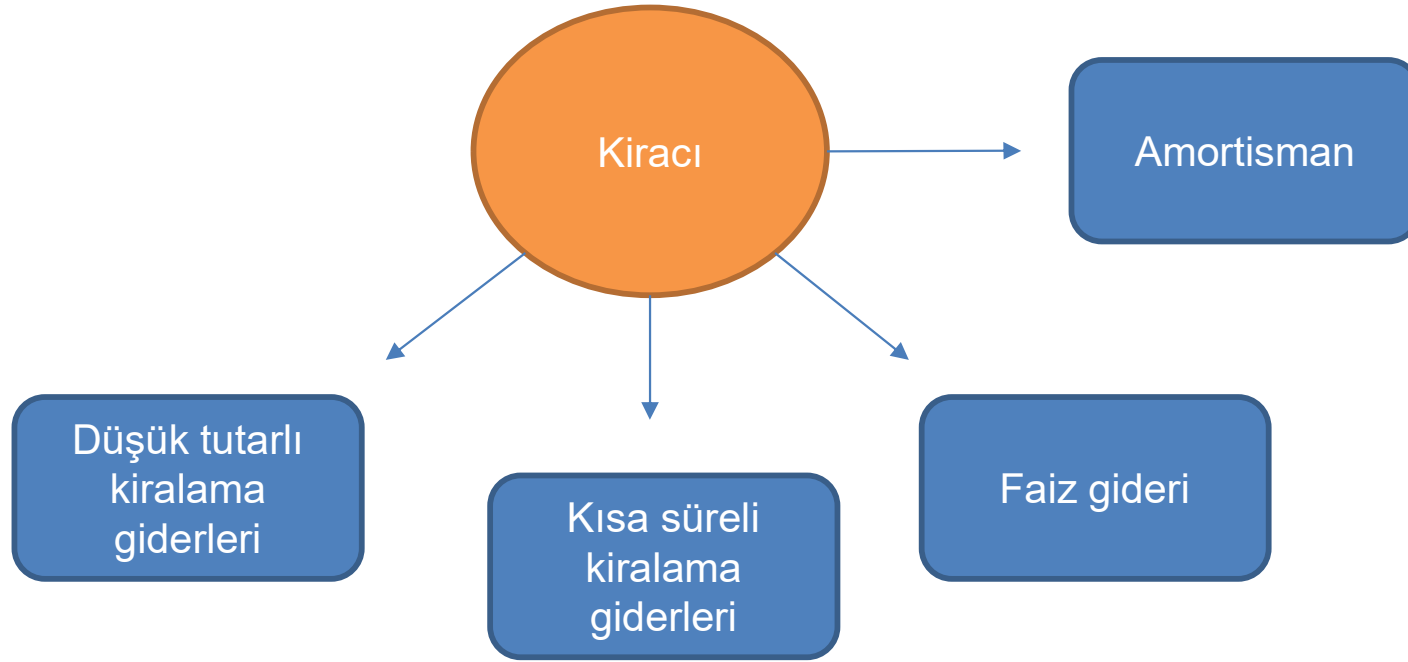 Kiracı
Amortisman
Düşük tutarlı
kiralama
giderleri
Kısa süreli
kiralama
giderleri
Faiz gideri